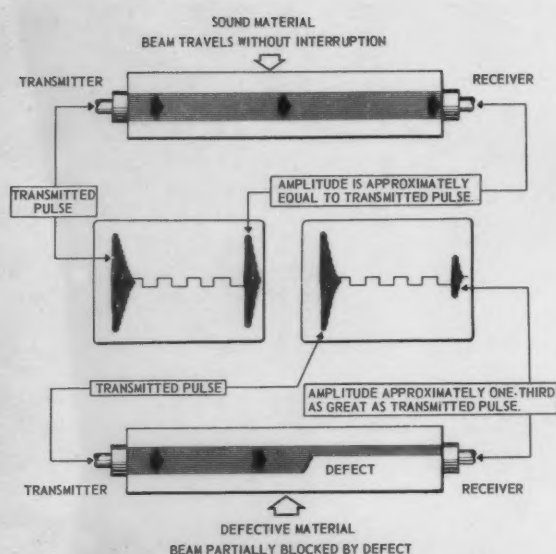 SOUND MATERIAL
BEAM TRAVELS WITHOUT INTERRUPTION
TRANSMITTER
RECEIVER
TRANSMITTED
PULSE
AMPLITUDE IS APPROXIMATELY
EQUAL TO TRANSMITTED PULSE.
TRANSMITTED PULSE
AMPLITUDE APPROXIMATELY ONE-THIRD
AS GREAT AS TRANSMITTED PULSE.
DEFECT
TRANSMITTER
RECEIVER
DEFECTIVE MATERIAL
BEAM PARTIALLY BLOCKED BY DEFECT